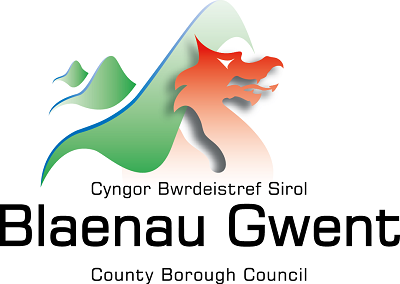 Cyngor Bwrdeistref Sirol
Blaenau Gwent
County Borough Council